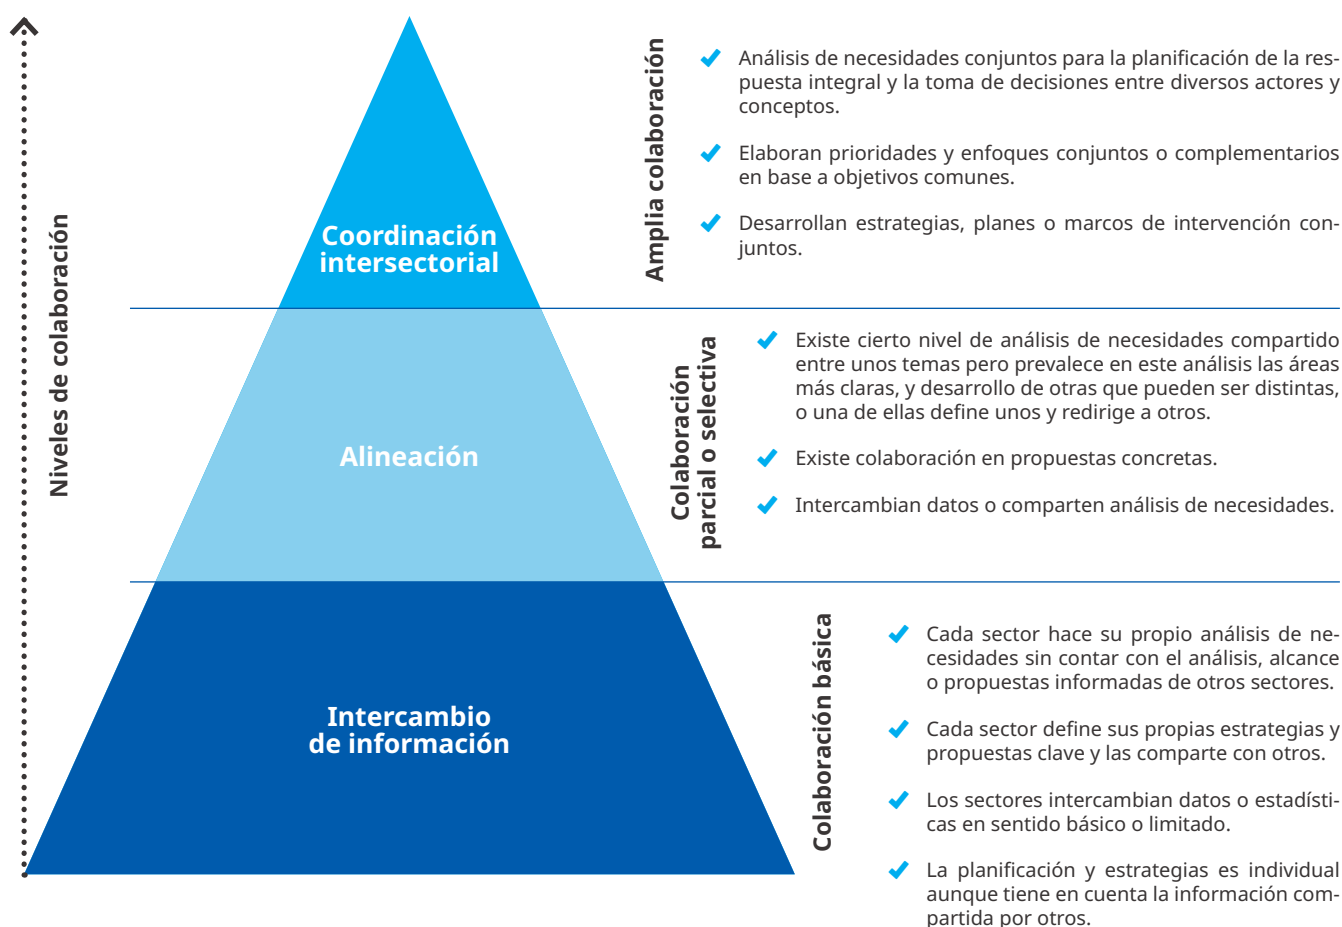 Niveles de colaboración
Coordinación
intersectorial
Amplia colaboración
Análisis de necesidades conjuntos para la planificación de la res-
puesta integral y la toma de decisiones entre diversos actores y
conceptos.
Elaboran prioridades y enfoques conjuntos o complementarios
en base a objetivos comunes.
Desarrollan estrategias, planes o marcos de intervención con-
juntos.
Alineación
Colaboración
parcial o selectiva
Existe cierto nivel de análisis de necesidades compartido
entre unos temas pero prevalece en este análisis las áreas
más claras, y desarrollo de otras que pueden ser distintas,
o una de ellas define unos y redirige a otros.
Existe colaboración en propuestas concretas.
Intercambian datos o comparten análisis de necesidades.
Intercambio
de información
Colaboración básica
Cada sector hace su propio análisis de ne-
cesidades sin contar con el análisis, alcance
o propuestas informadas de otros sectores.
Cada sector define sus propias estrategias y
propuestas clave y las comparte con otros.
Los sectores intercambian datos o estadísti-
cas en sentido básico o limitado.
La planificación y estrategias es individual
aunque tiene en cuenta la información com-
partida por otros.